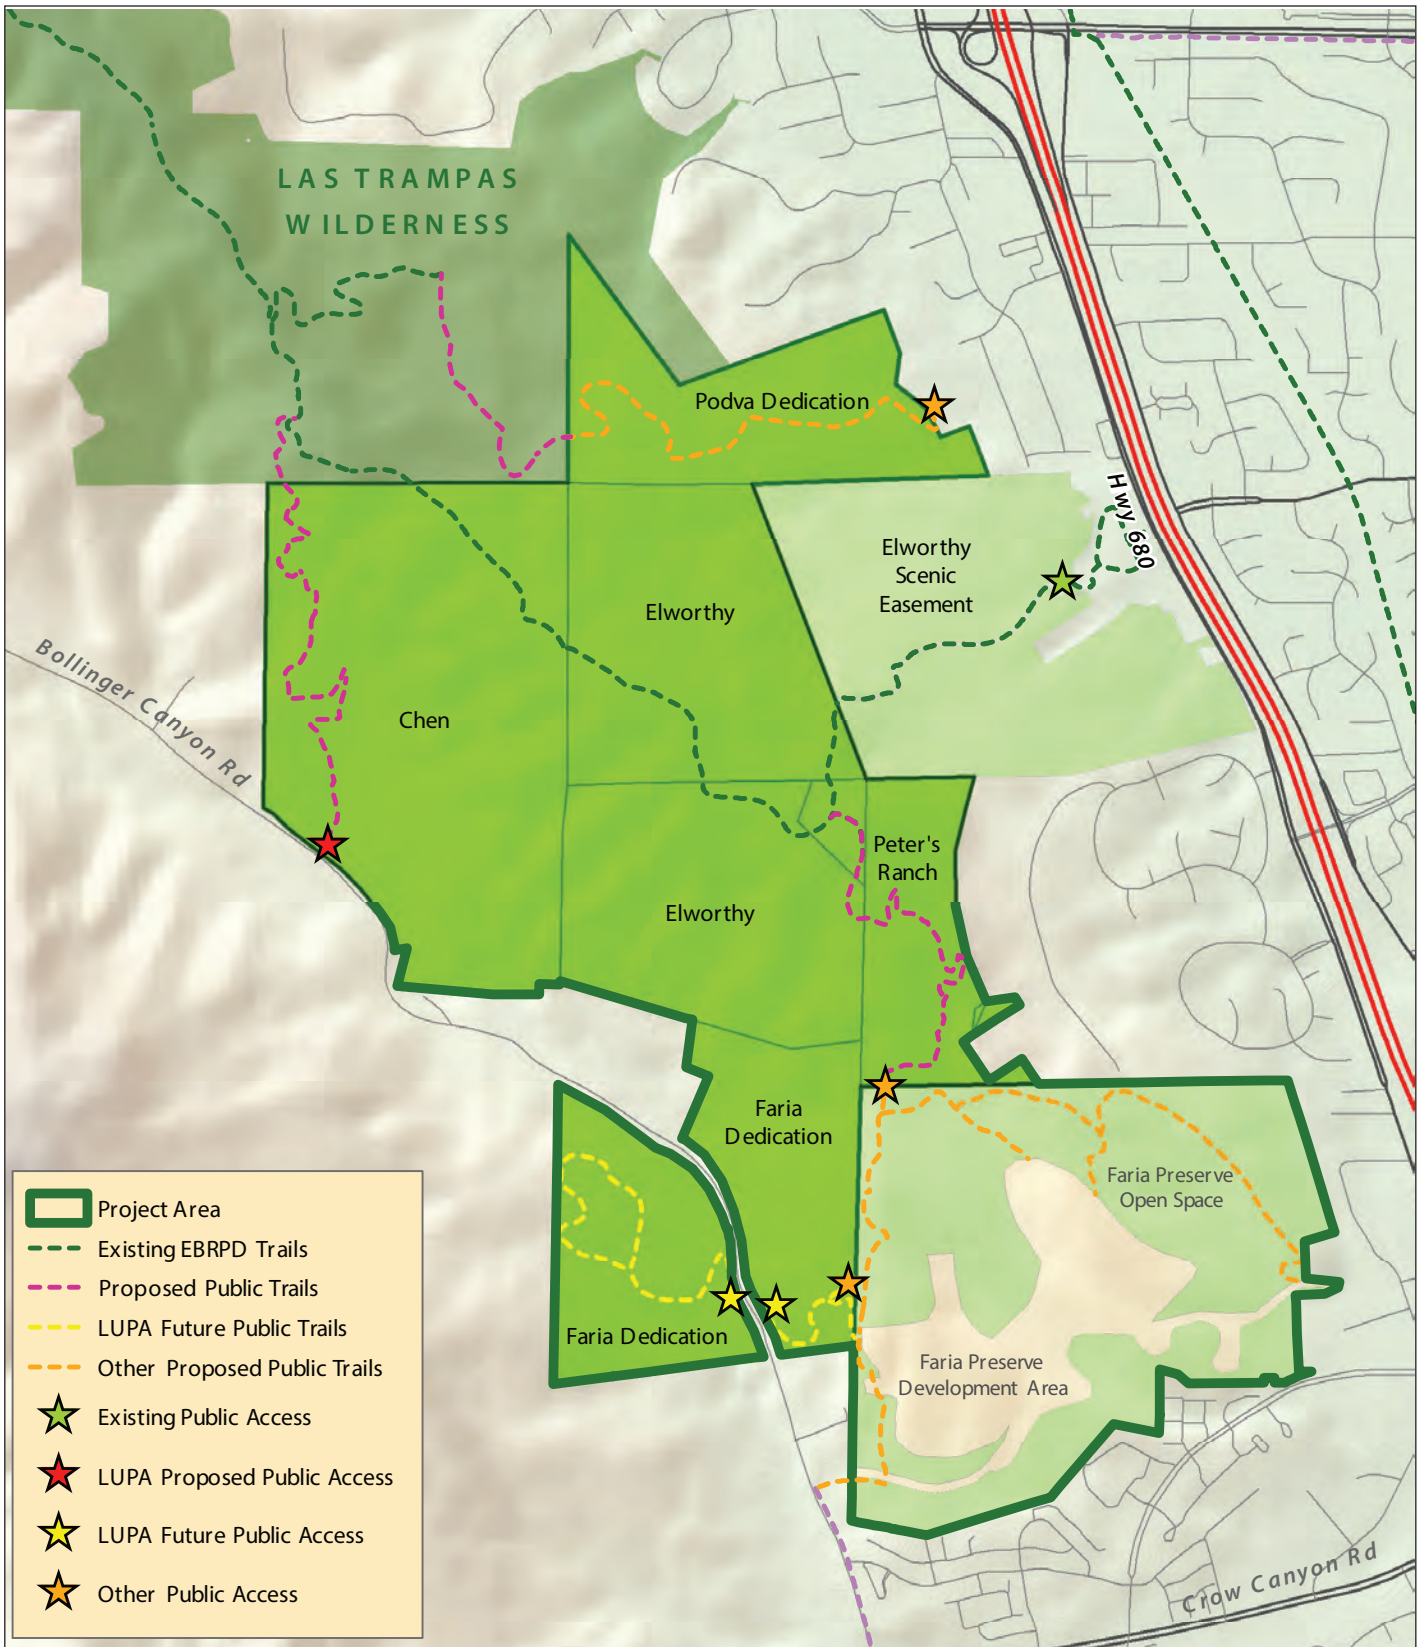 LAS TRAMPAS
WILDERNESS
Podva Dedication
Hwy 680
Elworthy
Scenic
Easement
Elworthy
Bollinger Canyon Rd
Chen
Peter's
Ranch
Elworthy
Faria
Dedication
Faria Preserve
Open Space
Faria Dedication
Faria Preserve
Development Area
Crow Canyon Rd
Project Area
Existing EBRPD Trails
Proposed Public Trails
LUPA Future Public Trails
Other Proposed Public Trails
Existing Public Access
LUPA Proposed Public Access
LUPA Future Public Access
Other Public Access